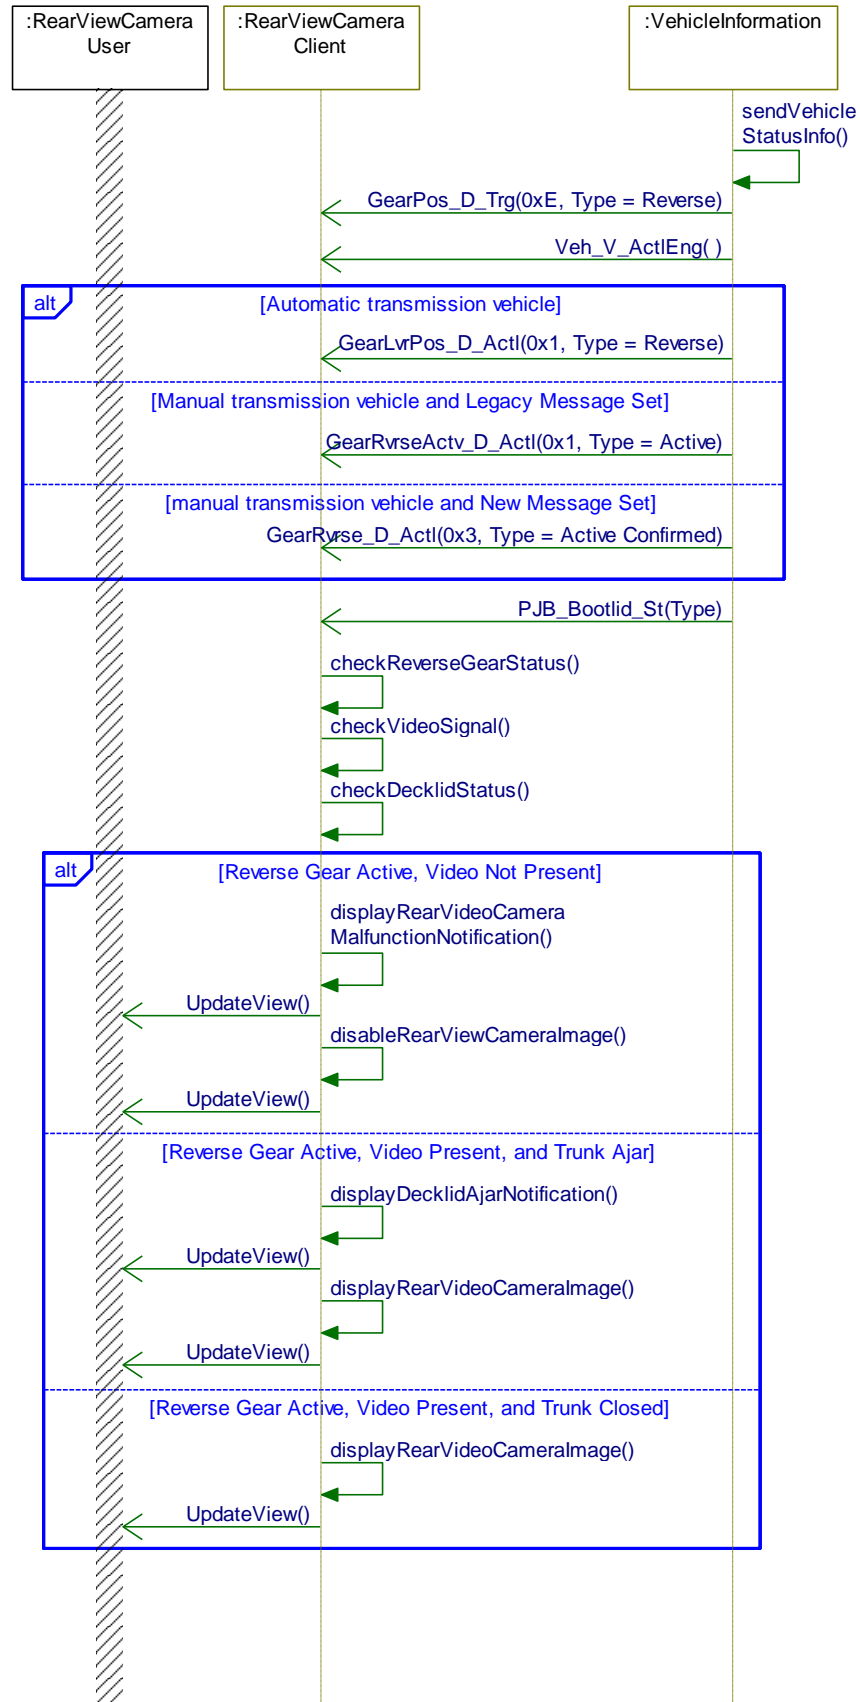 :RearViewCamera
User
:RearViewCamera
Client
:VehicleInformation
sendVehicle
StatusInfo()
GearPos_D_Trg(0xE, Type = Reverse)
Veh_V_ActlEng( )
alt
[Automatic transmission vehicle]
GearLvrPos_D_Actl(0x1, Type = Reverse)
[Manual transmission vehicle and Legacy Message Set]
GearRvrseActv_D_Actl(0x1, Type = Active)
[manual transmission vehicle and New Message Set]
GearRvrse_D_Actl(0x3, Type = Active Confirmed)
PJB_Bootlid_St(Type)
checkReverseGearStatus()
checkVideoSignal()
checkDecklidStatus()
alt
[Reverse Gear Active, Video Not Present]
displayRearVideoCamera
MalfunctionNotification()
UpdateView()
disableRearViewCameraImage()
UpdateView()
[Reverse Gear Active, Video Present, and Trunk Ajar]
displayDecklidAjarNotification()
UpdateView()
displayRearVideoCameraImage()
UpdateView()
[Reverse Gear Active, Video Present, and Trunk Closed]
displayRearVideoCameraImage()
UpdateView()